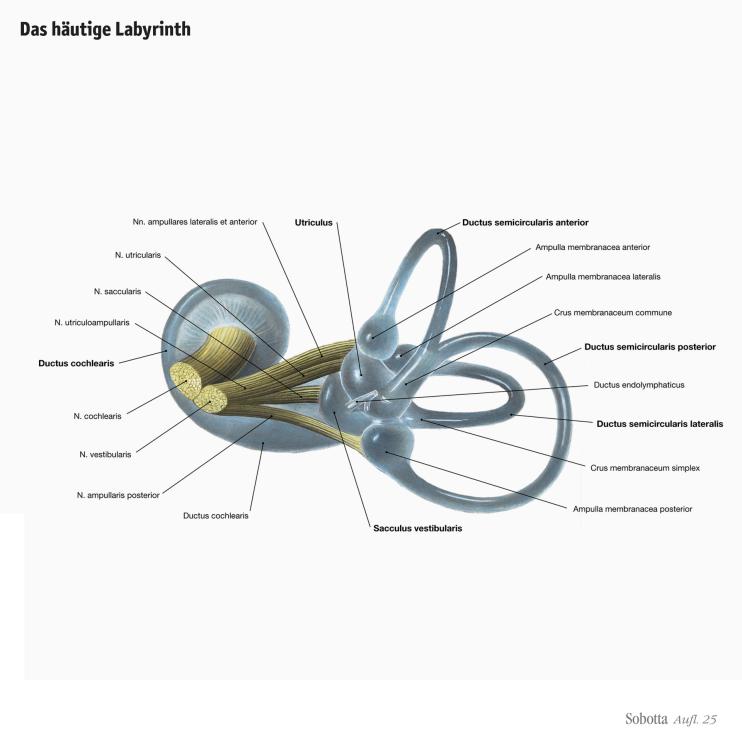 Das häutige Labyrinth
Nn. ampullares lateralis et anterior
Utriculus
Ductus semicircularis anterior
N. utricularis
Ampulla membranacea anterior
N. saccularis
Ampulla membranacea lateralis
N. utriculoampullaris
Crus membranaceum commune
Ductus cochlearis
Ductus semicircularis posterior
Ductus endolymphaticus
N. cochlearis
Ductus semicircularis lateralis
N. vestibularis
Crus membranaceum simplex
N. ampullaris posterior
Ductus cochlearis
Ampulla membranacea posterior
Sacculus vestibularis
Sobotta Aufl. 25